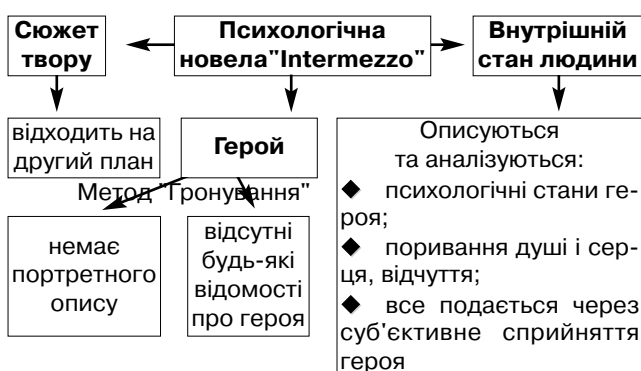 Сюжет
твору
Психологічна
новела"Intermezzo"
Внутрішній
стан людини
відходить на
другий план
Герой
Метод "Гронування"
немає
портретного
опису
відсутні
будь-які
відомості
про героя
Описуються
та аналізуються:
◆ психологічні стани ге-
роя;
◆ поривання душі і сер-
ця, відчуття;
◆ все подається через
суб'єктивне сприйняття
героя